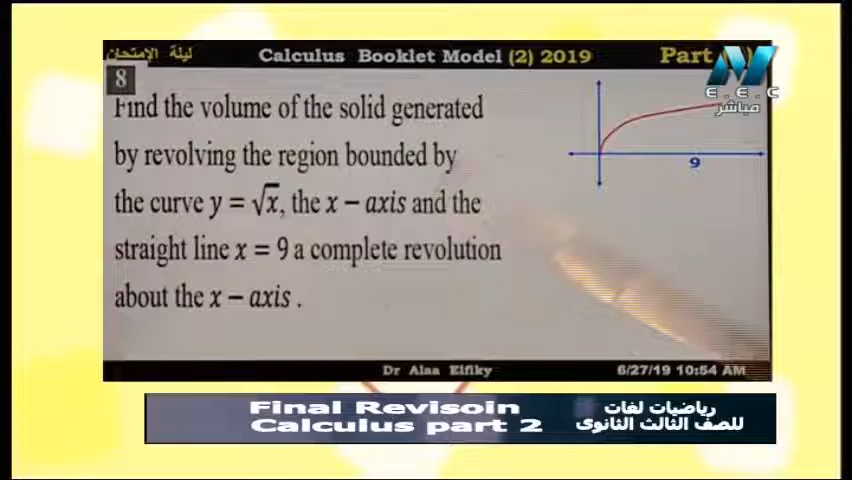 ليلة الإمتحان Calculus Booklet Model (2) 2019 Part
8
Find the volume of the solid generated
by revolving the region bounded by
the curve y = √x, the x – axis and the
straight line x = 9 a complete revolution
about the x – axis .
9
E . E . C
مباشر
Dr Alaa Elfiky 6/27/19 10:54 AM
Final Revisoin رياضيات لغات
Calculus part 2 للصف الثالث الثانوى